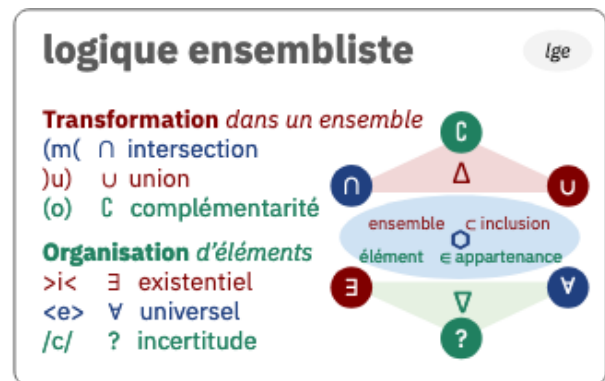 logique ensembliste
lge
Transformation dans un ensemble
(m( ∩ intersection
)u) ∪ union
(o) ∁ complémentarité
Organisation d'éléments
>i< ∃ existentiel
<e> ∀ universel
/c/ ? incertitude
∁
∩ Δ ∪
ensemble ⊂ inclusion
élément ∈ appartenance
∃ ∇ ∀
?